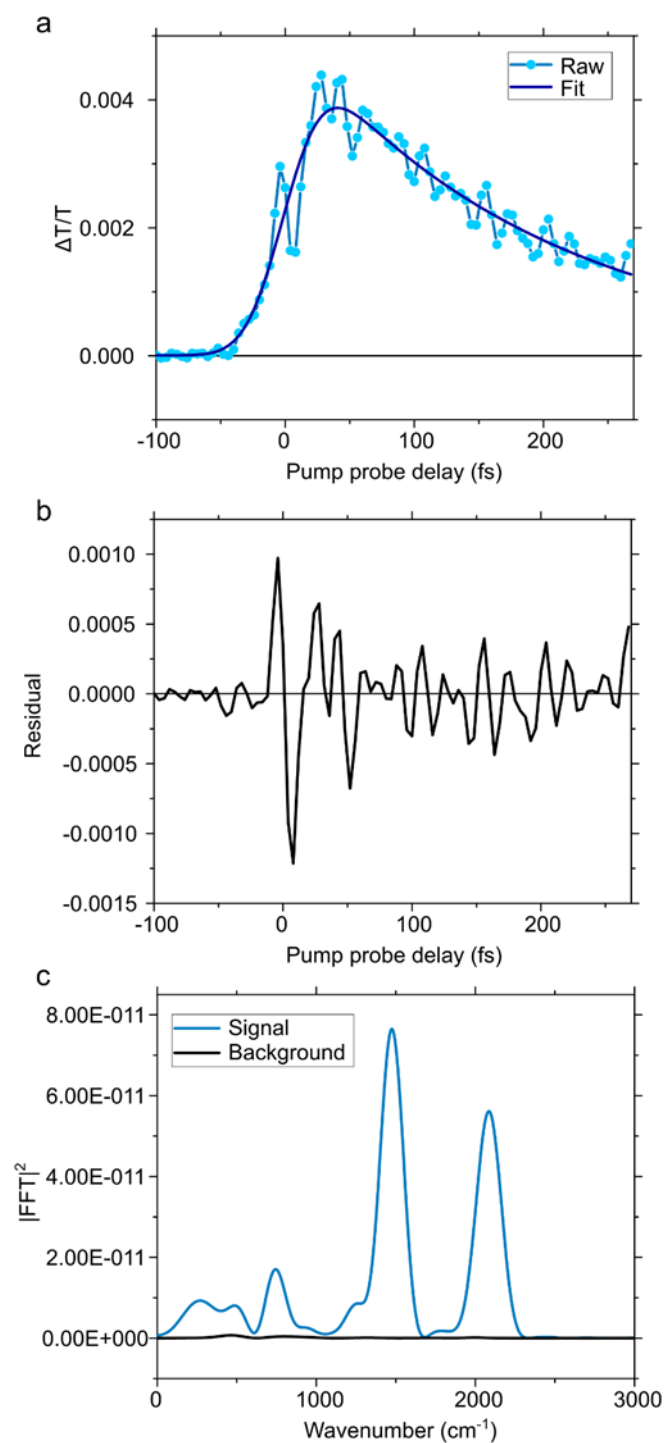 a
0.004
0.002
0.000
ΔT/T
Raw
Fit
-100
0
100
200
Pump probe delay (fs)
b
0.0010
0.0005
0.0000
-0.0005
-0.0010
-0.0015
Residual
-100
0
100
200
Pump probe delay (fs)
c
8.00E-011
6.00E-011
4.00E-011
2.00E-011
0.00E+000
|FFT|²
Signal
Background
0
1000
2000
3000
Wavenumber (cm⁻¹)